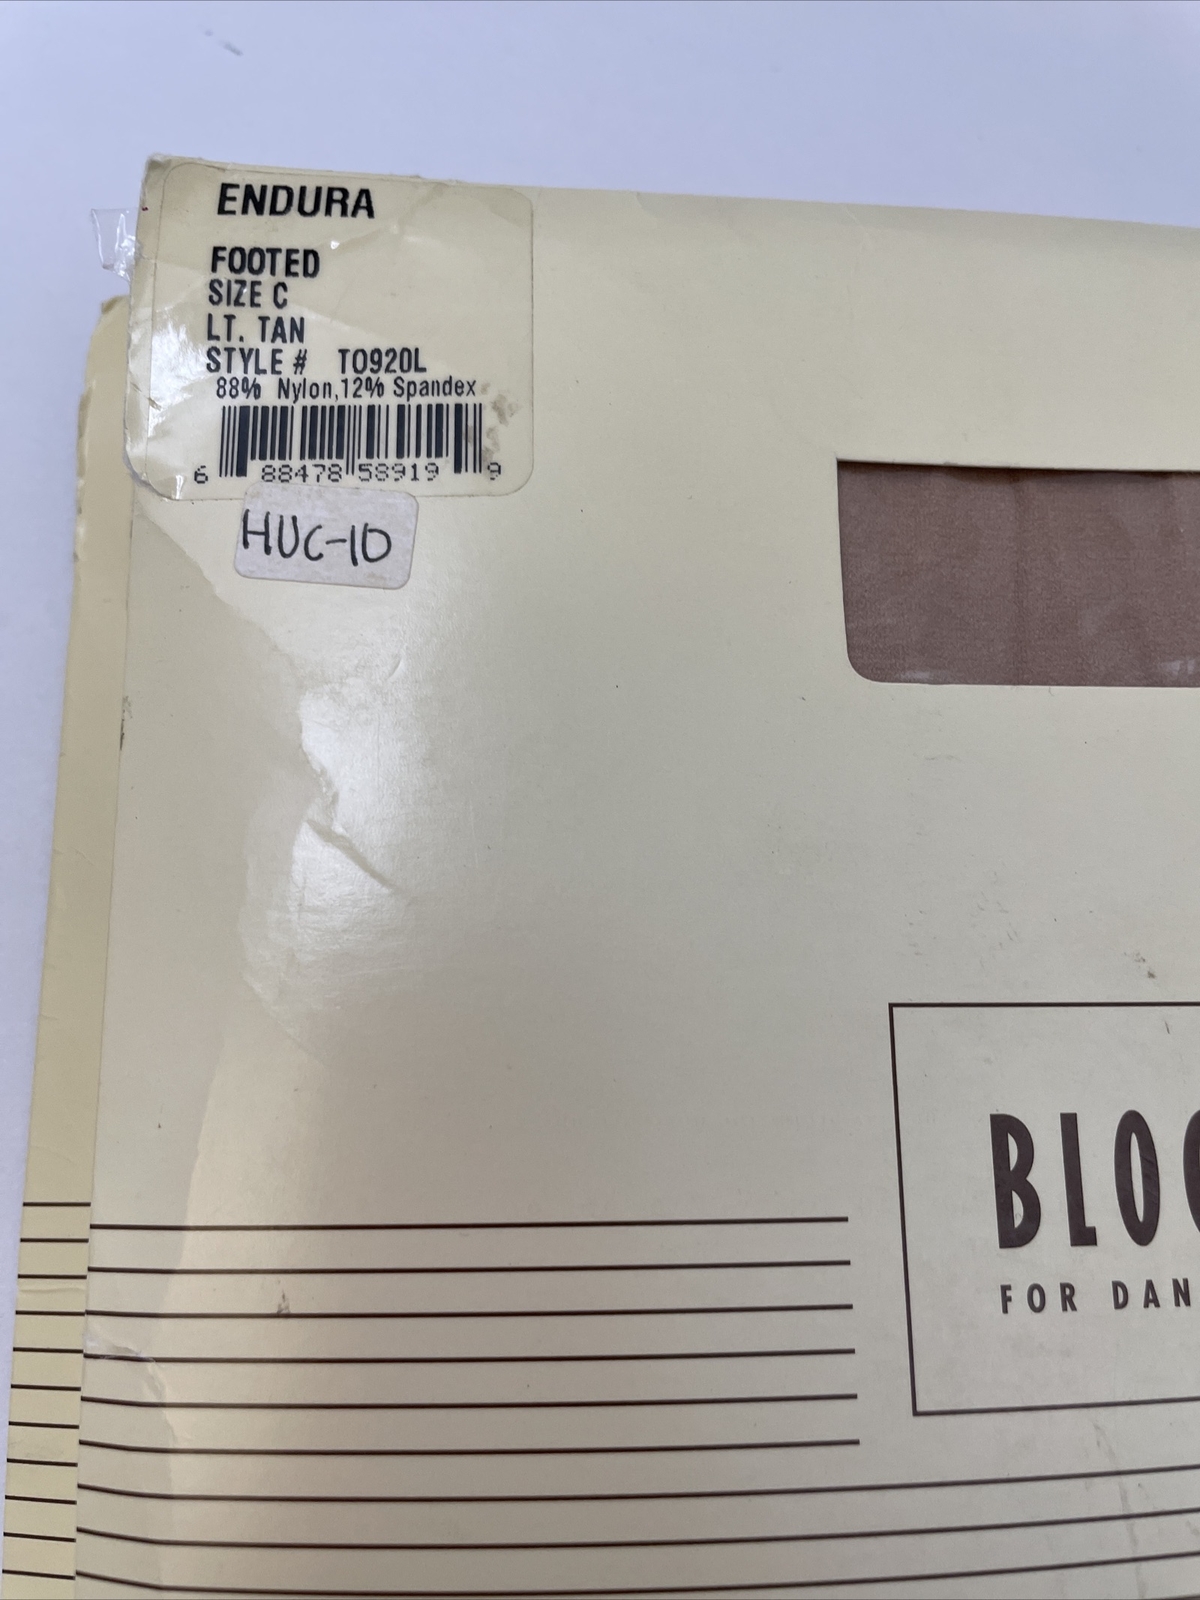 ENDURA
FOOTED
SIZE C
LT. TAN
STYLE # T0920L
88% Nylon, 12% Spandex
6 88478 58919 9
HUC-10
BLOC
FOR DAN